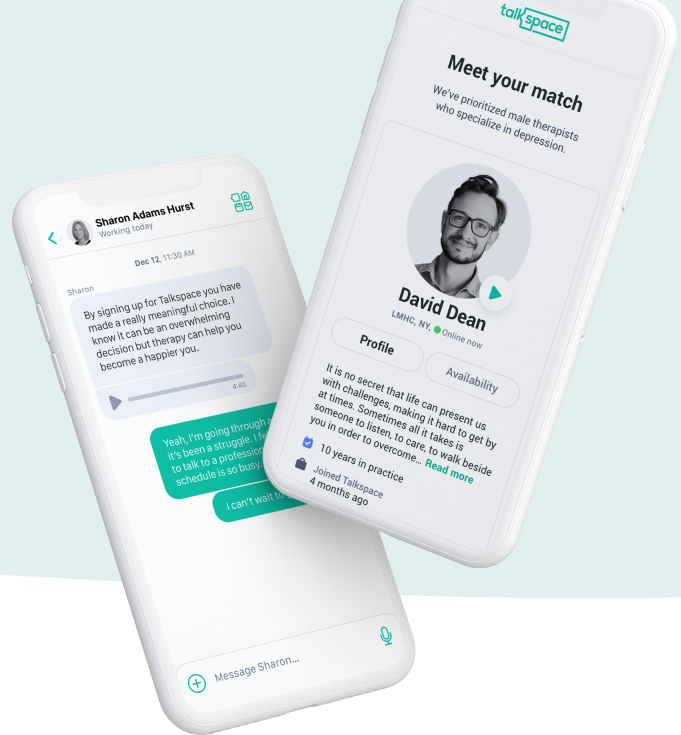 talkspace
Meet your match
We've prioritized male therapists
who specialize in depression.
David Dean
LMHC, NY, Online now
Profile
Availability
It is no secret that life can present us
with challenges, making it hard to get by
at times. Sometimes all it takes is
someone to listen, to care, to walk beside
you in order to overcome... Read more
10 years in practice
Joined Talkspace
4 months ago
Sharon Adams Hurst
Working today
Dec 12, 11:30 AM
Sharon
By signing up for Talkspace you have
made a really meaningful choice. I
know it can be an overwhelming
decision but therapy can help you
become a happier you.
4:40
Yeah, I'm going through
it's been a struggle. I
to talk to a
schedule is so busy.
I can't wait to
Message Sharon...